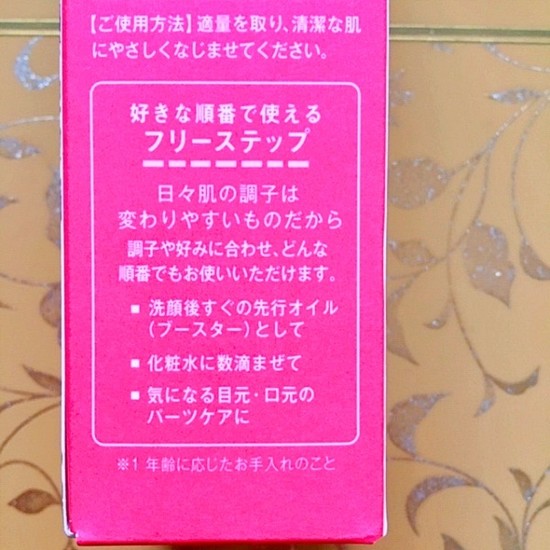 【ご使用方法】適量を取り、清潔な肌
にやさしくなじませてください。
好きな順番で使える
フリーステップ
日々肌の調子は
変わりやすいものだから
調子や好みに合わせ、どんな
順番でもお使いいただけます。
■ 洗顔後すぐの先行オイル
（ブースター）として
■ 化粧水に数滴まぜて
■ 気になる目元・口元の
パーツケアに
※1 年齢に応じたお手入れのこと